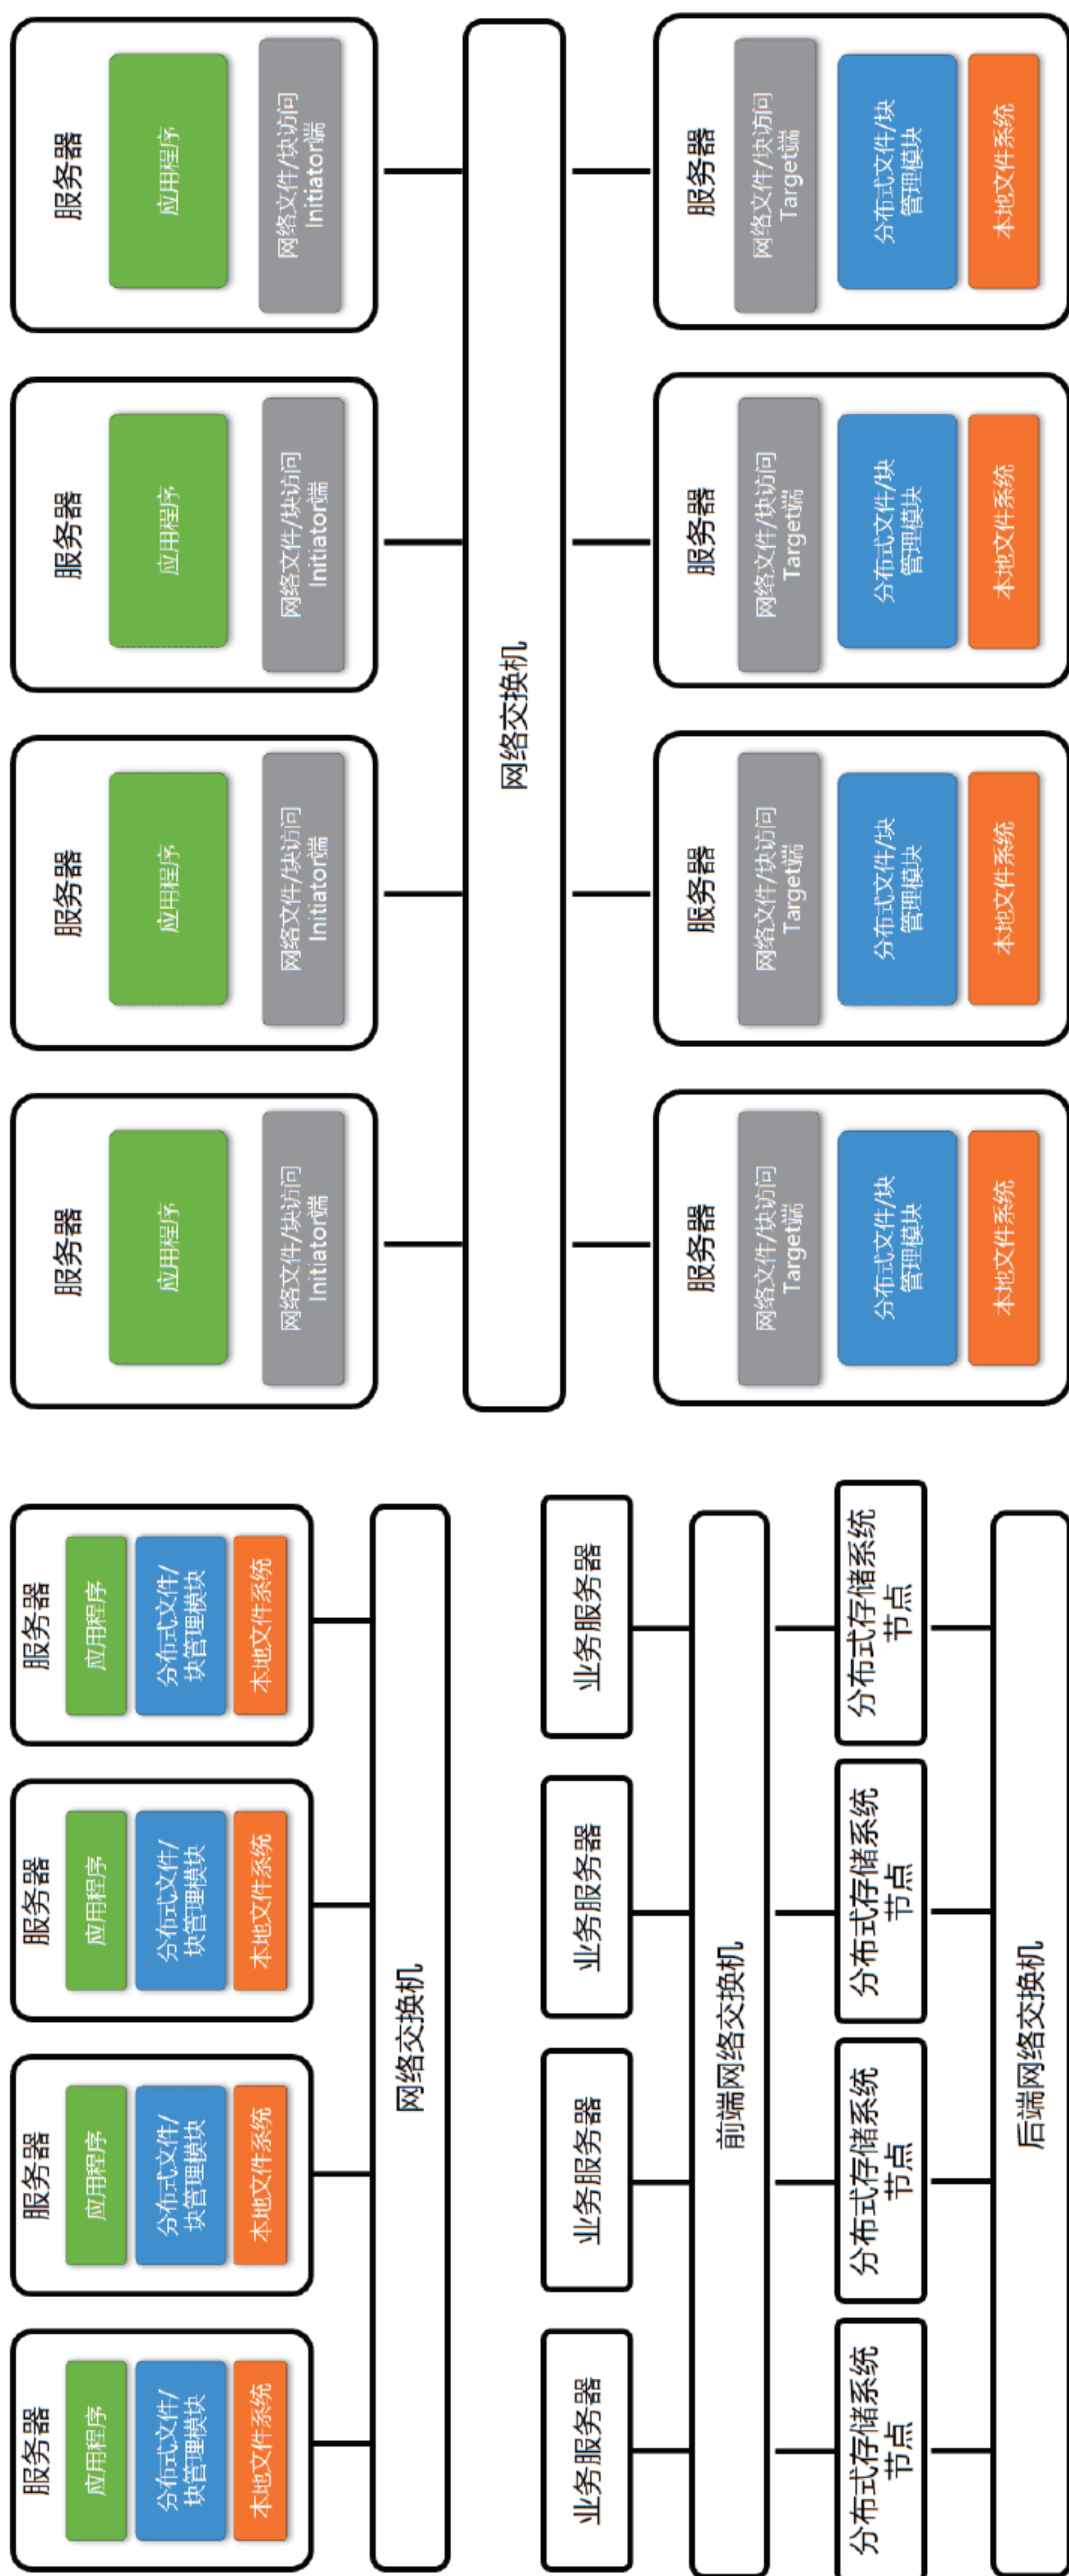 服务器
应用程序
分布式文件/
块管理模块
本地文件系统
服务器
应用程序
分布式文件/
块管理模块
本地文件系统
服务器
应用程序
分布式文件/
块管理模块
本地文件系统
服务器
应用程序
分布式文件/
块管理模块
本地文件系统
网络交换机
业务服务器
业务服务器
业务服务器
业务服务器
前端网络交换机
分布式存储系统
节点
分布式存储系统
节点
分布式存储系统
节点
分布式存储系统
节点
后端网络交换机
服务器
应用程序
网络文件/块访问
Initiator端
服务器
应用程序
网络文件/块访问
Initiator端
服务器
应用程序
网络文件/块访问
Initiator端
服务器
应用程序
网络文件/块访问
Initiator端
网络交换机
服务器
网络文件/块访问
Target端
分布式文件/块
管理模块
本地文件系统
服务器
网络文件/块访问
Target端
分布式文件/块
管理模块
本地文件系统
服务器
网络文件/块访问
Target端
分布式文件/块
管理模块
本地文件系统
服务器
网络文件/块访问
Target端
分布式文件/块
管理模块
本地文件系统